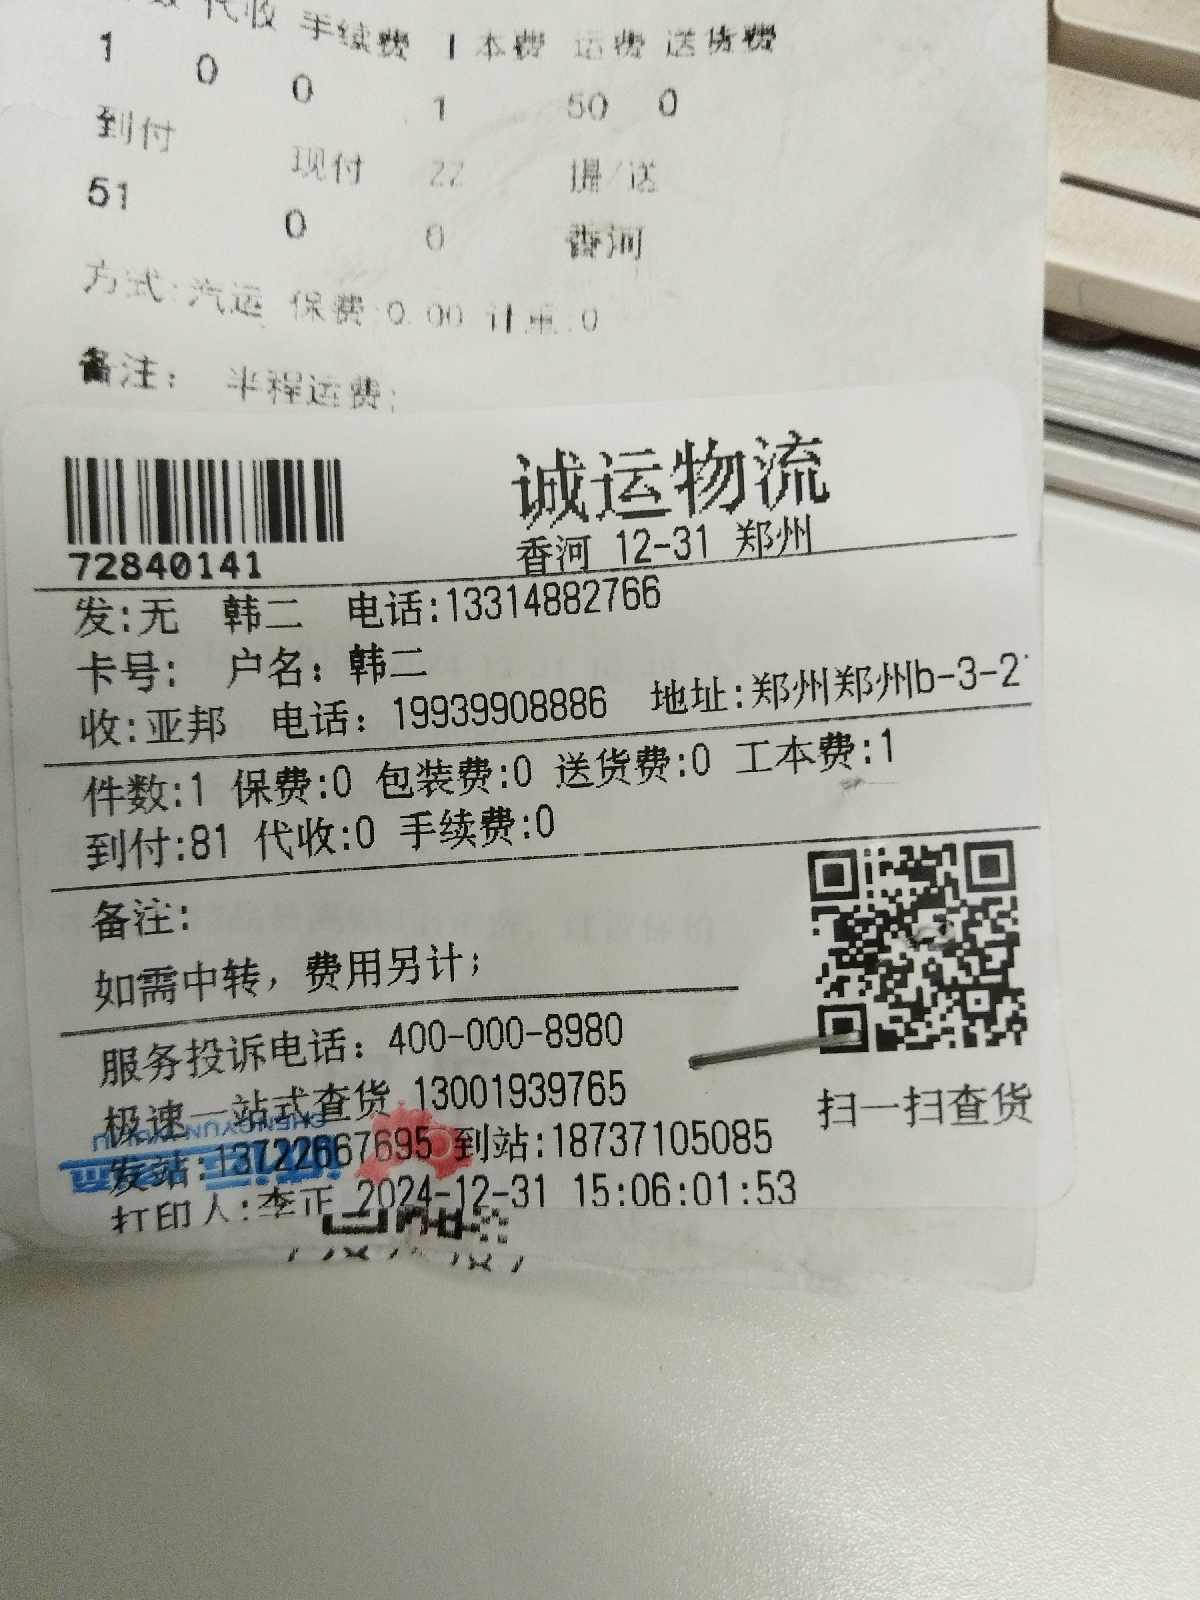 代收 手续费 工本费 运费 送货费
1 0 0 1 50 0
到付 现付 提/送
51 0 0 香河
方式:汽运 保费:0.00 计重:0
备注: 半程运费:
诚运物流
72840141
香河 12-31 郑州
发:无 韩二 电话:13314882766
卡号: 户名: 韩二
收:亚邦 电话: 19939908886 地址:郑州郑州b-3-2
件数:1 保费:0 包装费:0 送货费:0 工本费:1
到付:81 代收:0 手续费:0
备注:
如需中转, 费用另计;
服务投诉电话: 400-000-8980
极速一站式查货 13001939765
扫一扫查货
发站:13722667695 到站:18737105085
打印人:李正 2024-12-31 15:06:01:53